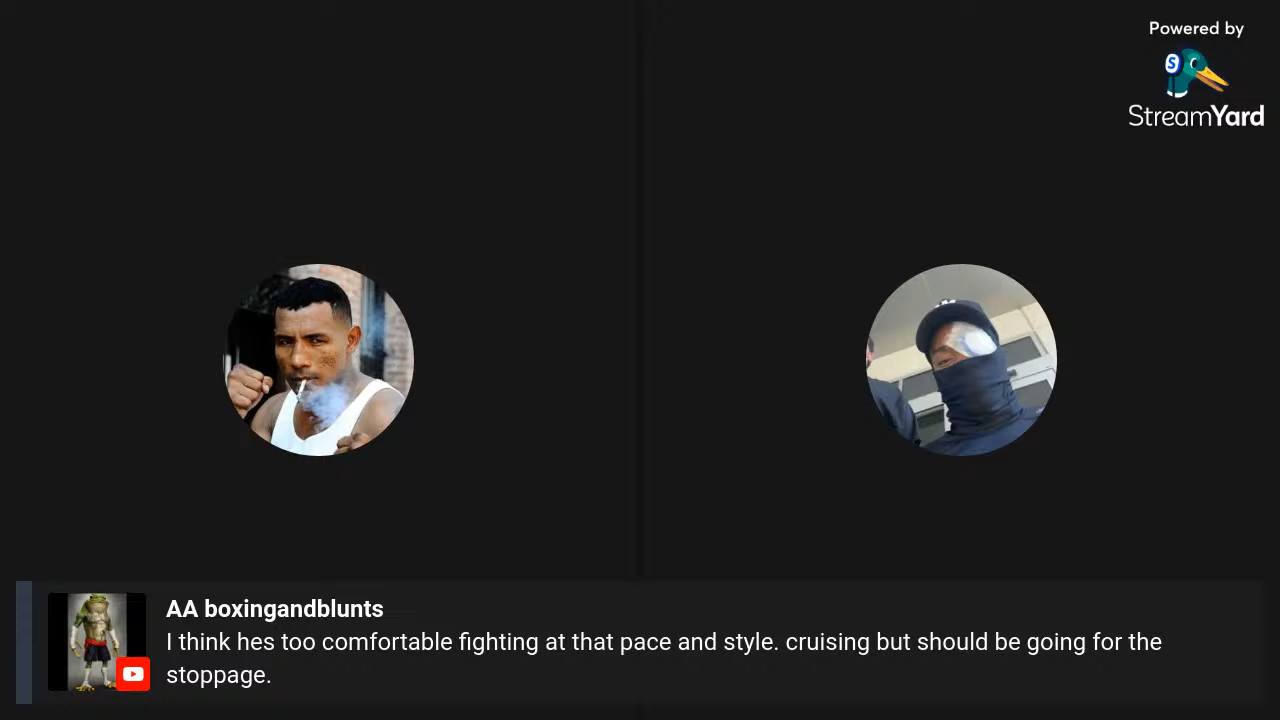 Powered by
StreamYard
AA boxingandblunts
I think hes too comfortable fighting at that pace and style. cruising but should be going for the
stoppage.